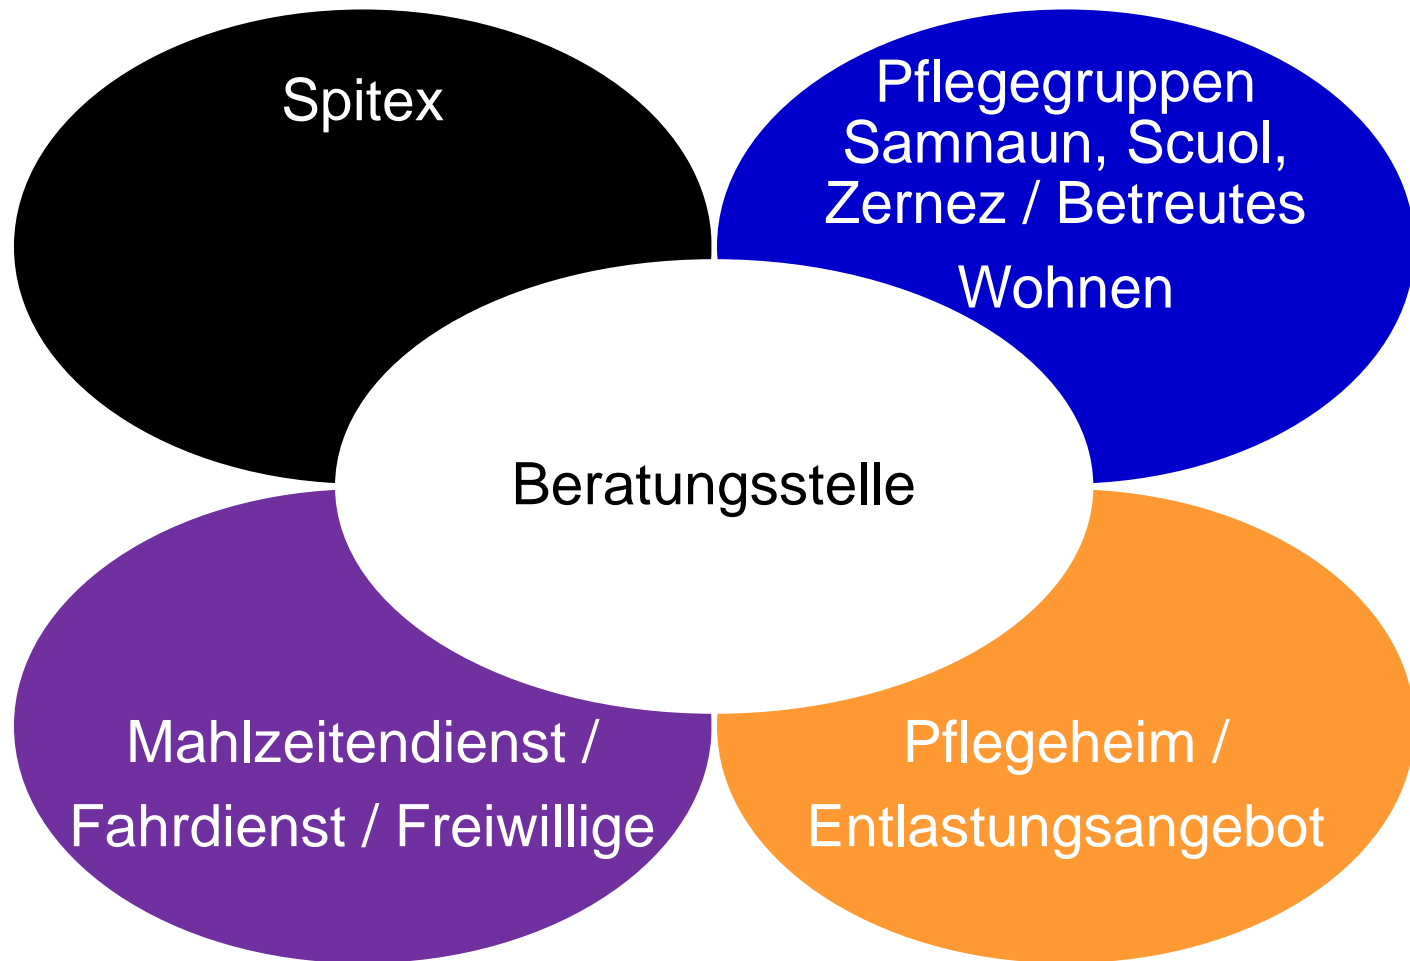 Spitex
Pflegegruppen
Samnaun, Scuol,
Zernez / Betreutes
Wohnen
Beratungsstelle
Mahlzeitendienst /
Fahrdienst / Freiwillige
Pflegeheim /
Entlastungsangebot